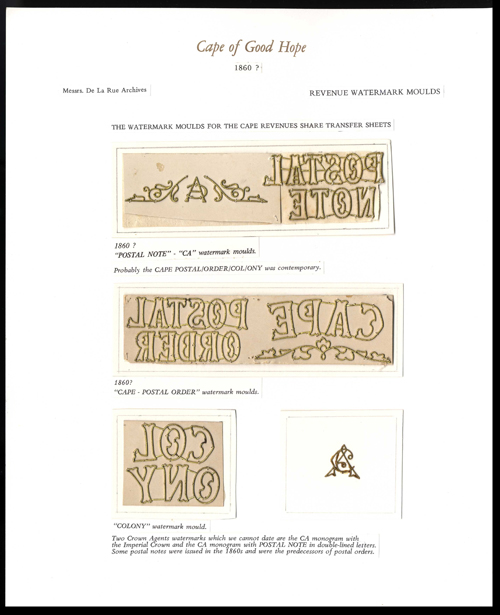 Cape of Good Hope
1860 ?
Messrs. De La Rue Archives
REVENUE WATERMARK MOULDS
THE WATERMARK MOULDS FOR THE CAPE REVENUES SHARE TRANSFER SHEETS
CA POSTAL
NOTE
1860 ?
"POSTAL NOTE" - "CA" watermark moulds.
Probably the CAPE POSTAL/ORDER/COL/ONY was contemporary.
POSTAL CAPE
ORDER
1860?
"CAPE - POSTAL ORDER" watermark moulds.
COL
ONY
CA
"COLONY" watermark mould.
Two Crown Agents watermarks which we cannot date are the CA monogram with
the Imperial Crown and the CA monogram with POSTAL NOTE in double-lined letters.
Some postal notes were issued in the 1860s and were the predecessors of postal orders.